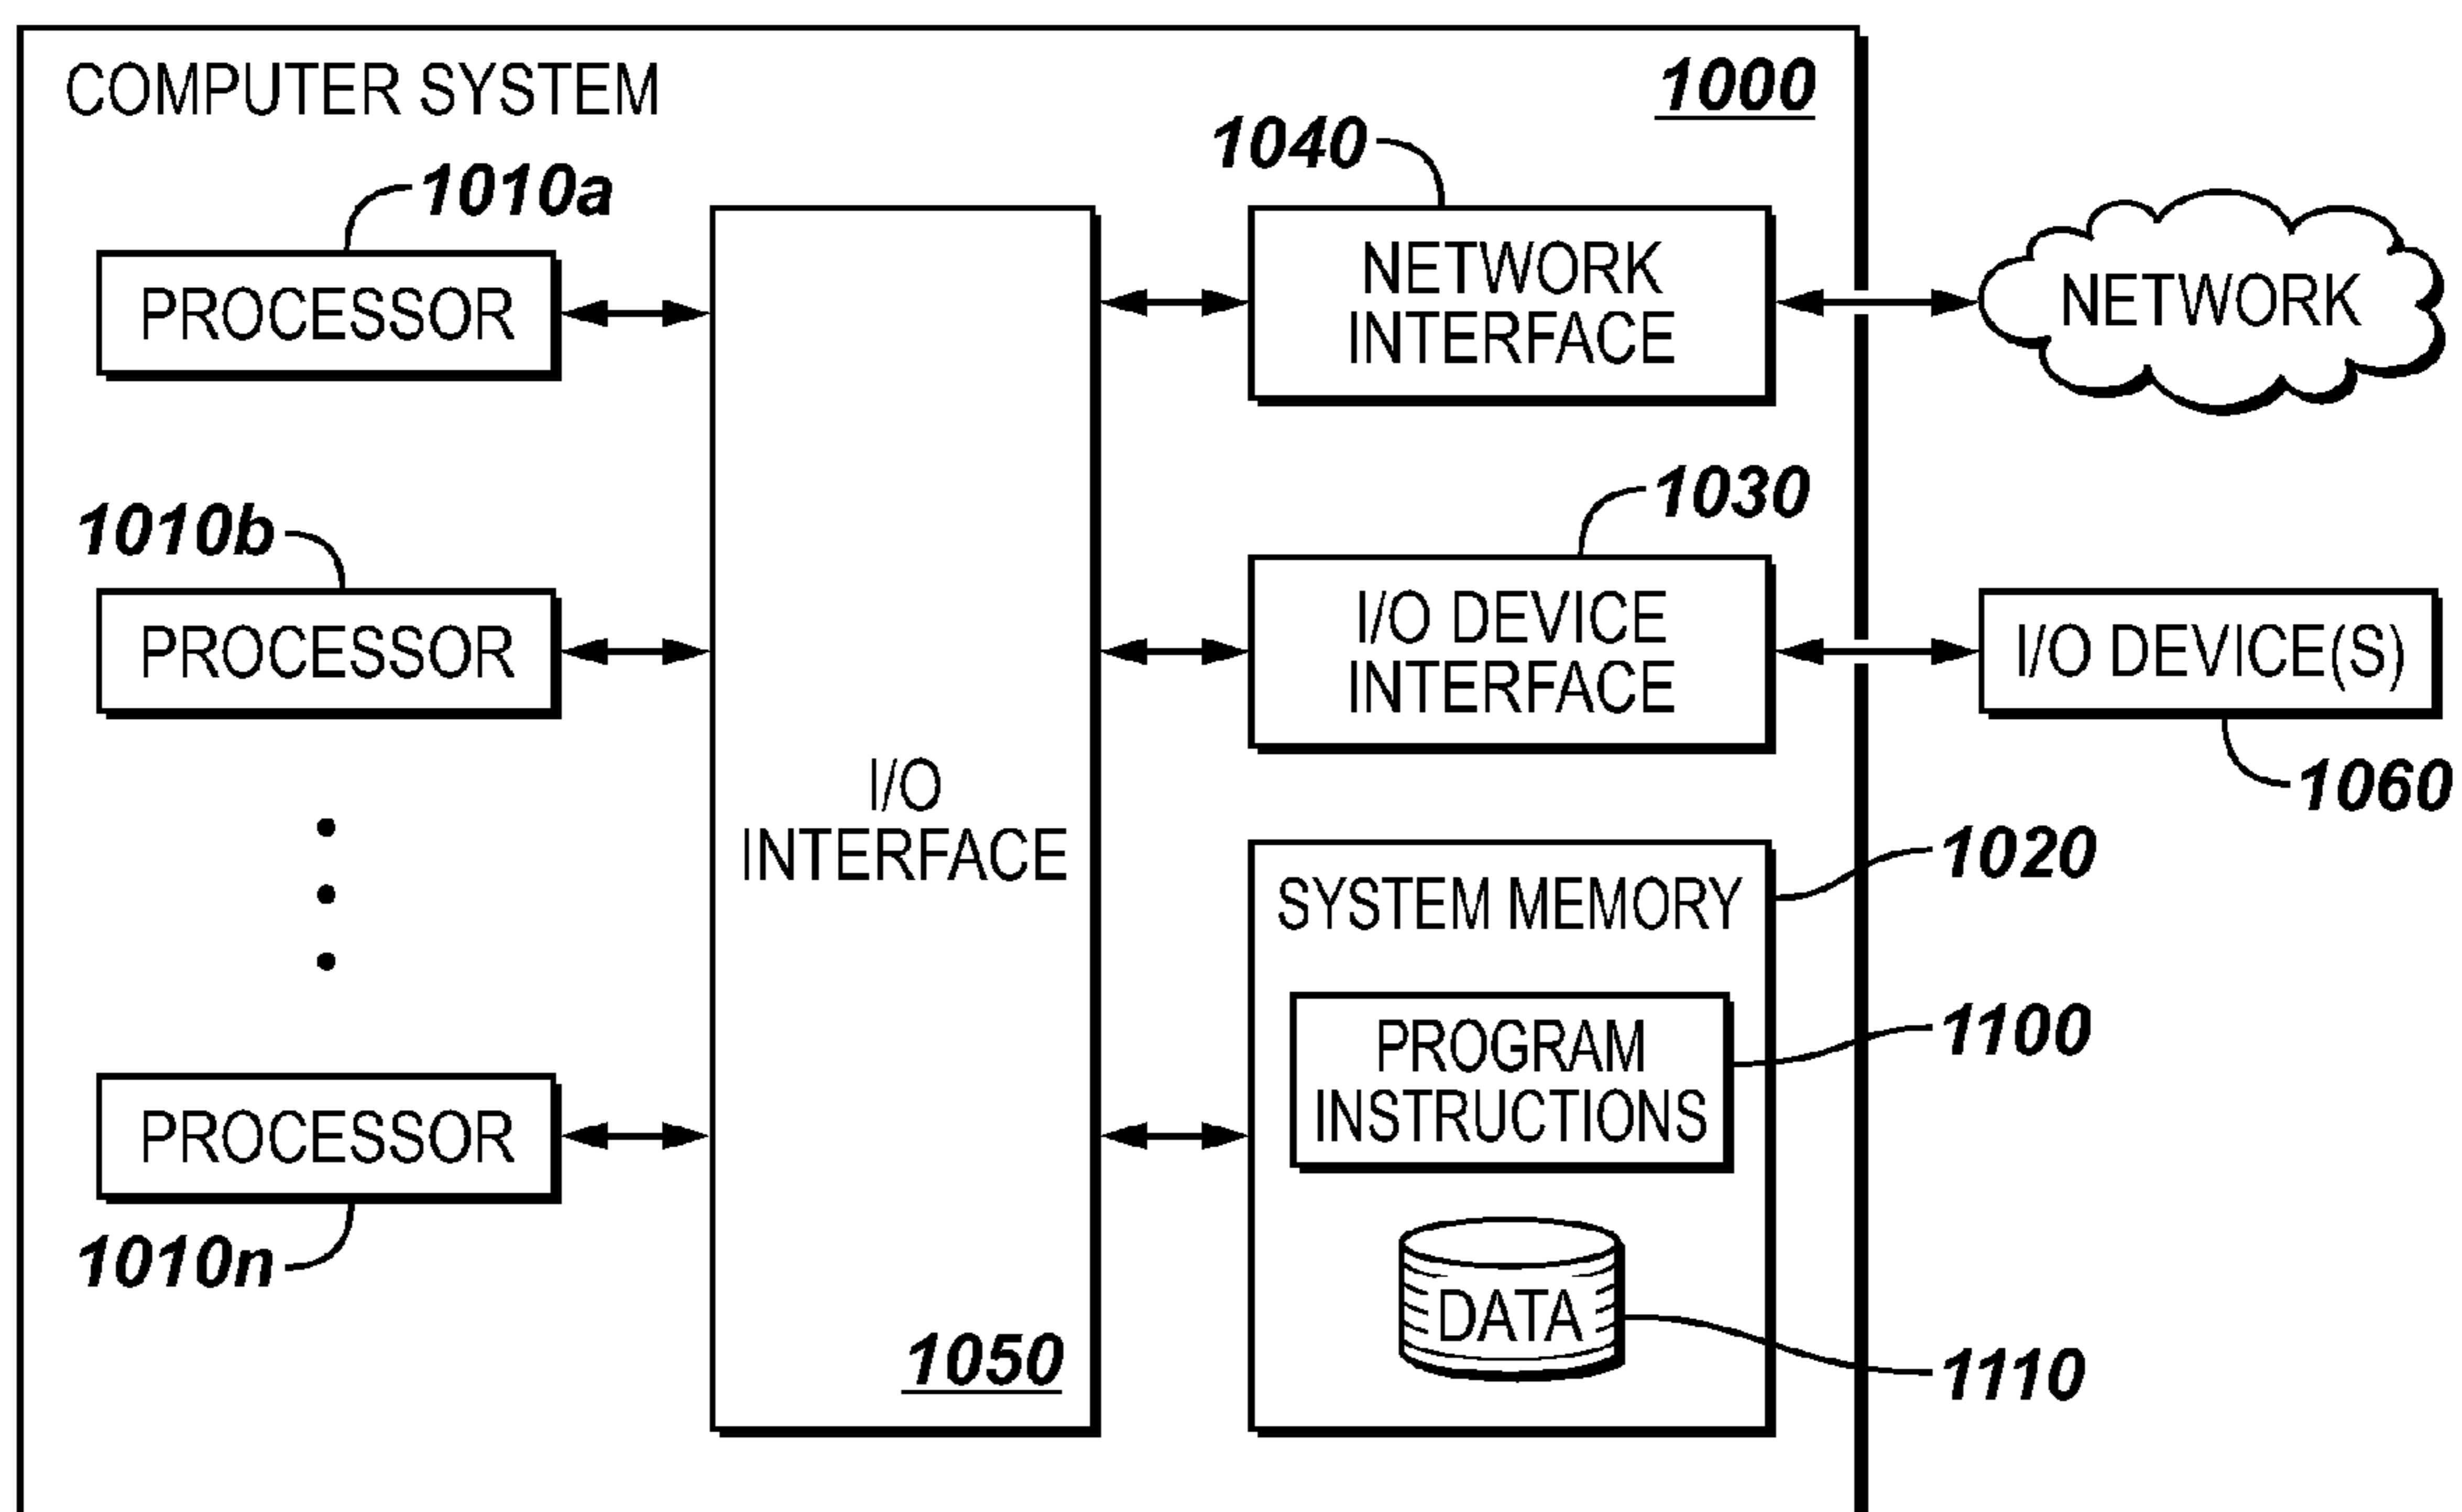 COMPUTER SYSTEM
1000
1040
1010a
PROCESSOR
NETWORK
INTERFACE
NETWORK
1030
1010b
PROCESSOR
I/O DEVICE
INTERFACE
I/O DEVICE(S)
1060
I/O
INTERFACE
1020
SYSTEM MEMORY
1100
PROGRAM
INSTRUCTIONS
PROCESSOR
1010n
DATA
1050
1110